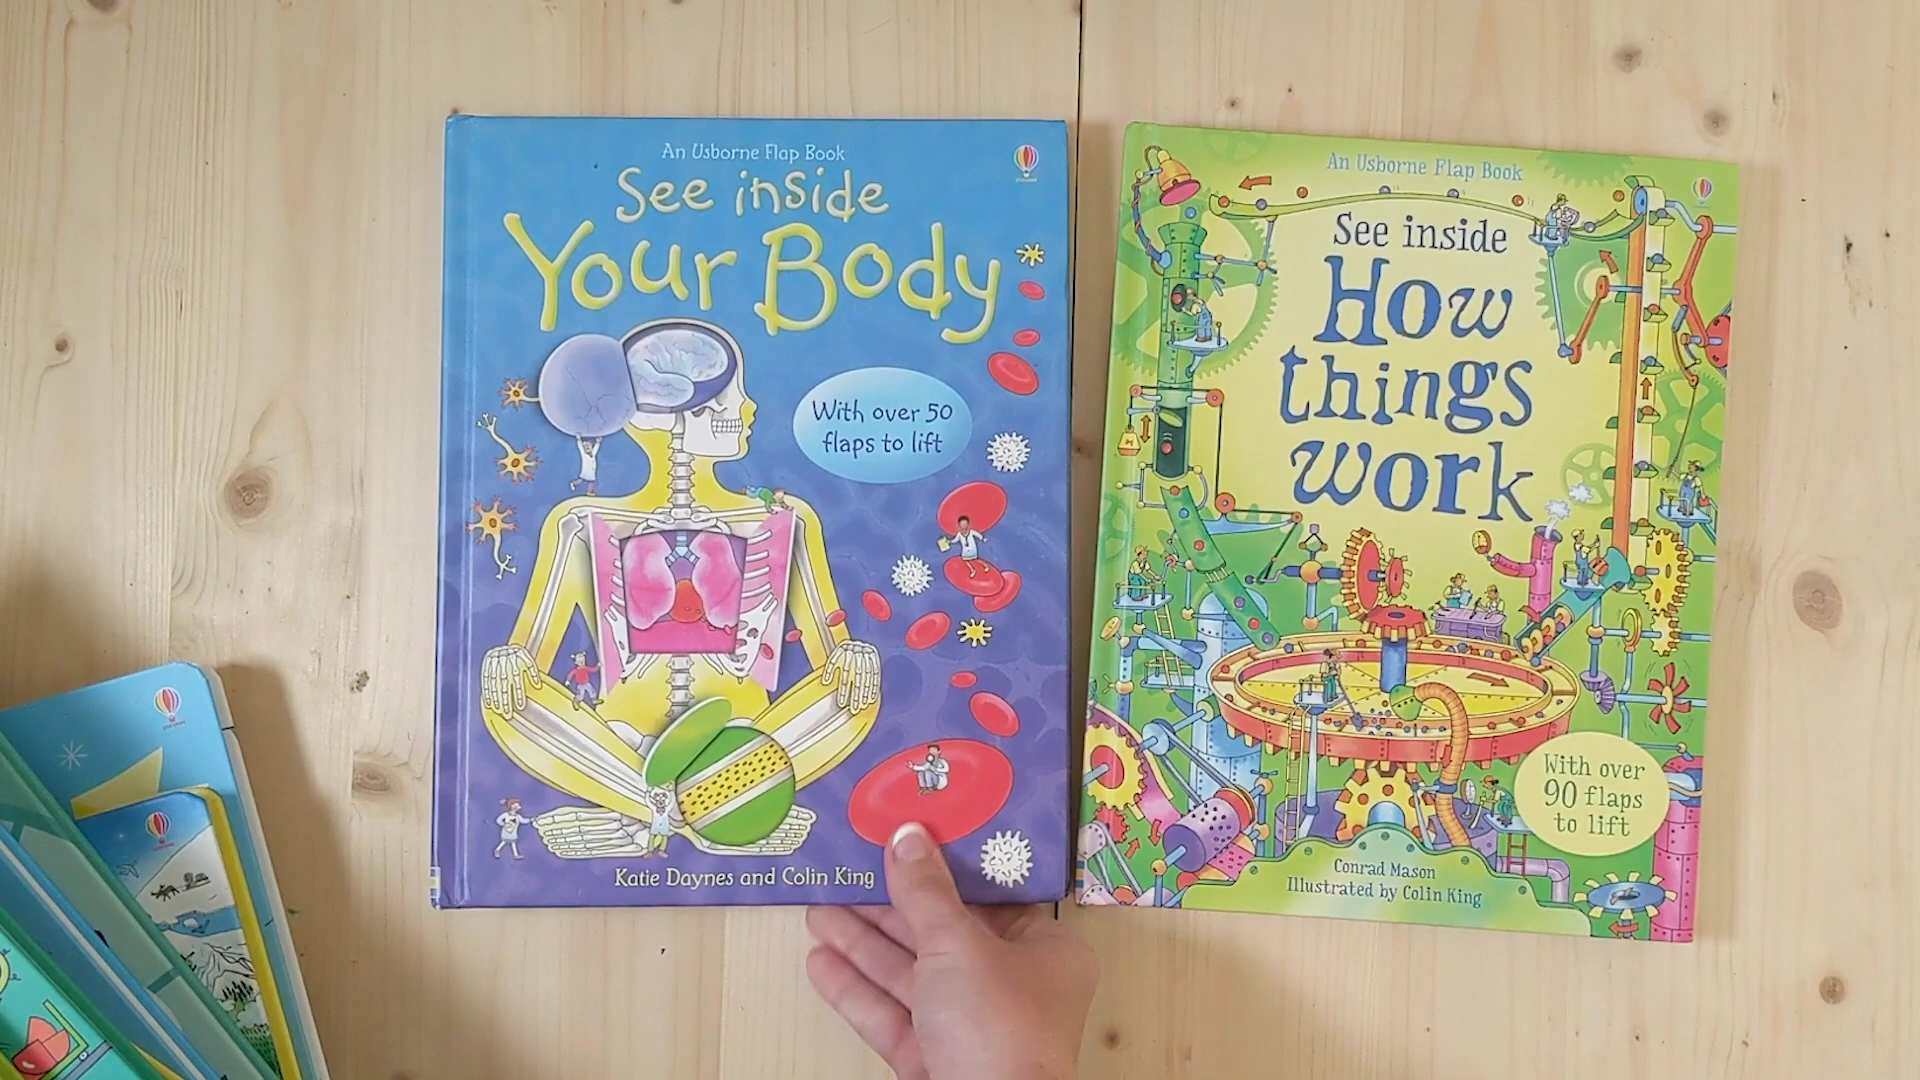 An Usborne Flap Book
See inside
Your Body
With over 50
flaps to lift
Katie Daynes and Colin King
An Usborne Flap Book
See inside
How
things
work
With over
90 flaps
to lift
Conrad Mason
Illustrated by Colin King